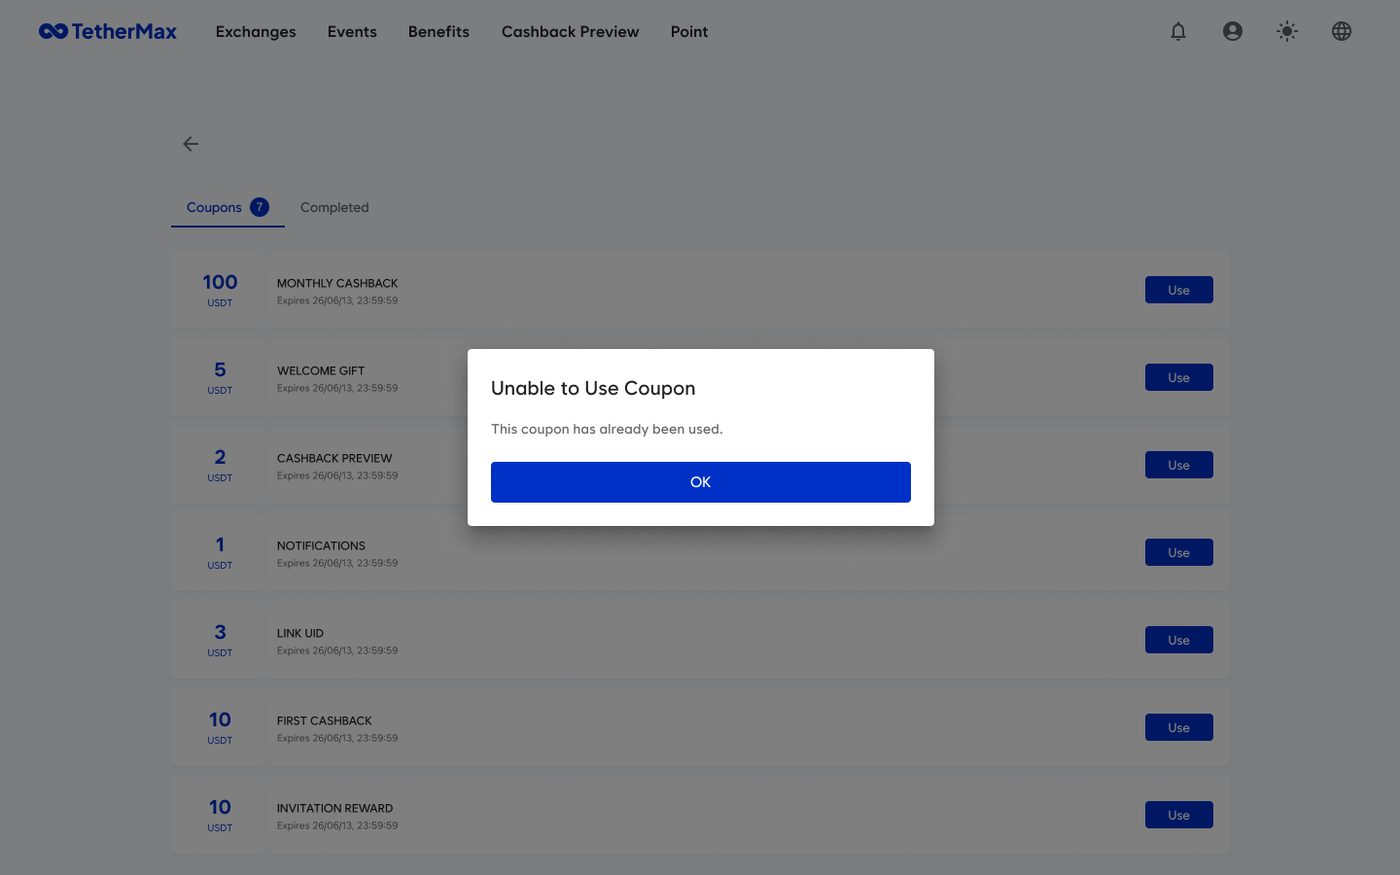 TetherMax
Exchanges
Events
Benefits
Cashback Preview
Point
Coupons 7
Completed
100
USDT
MONTHLY CASHBACK
Expires 26/06/13, 23:59:59
Use
5
USDT
WELCOME GIFT
Expires 26/06/13, 23:59:59
Use
2
USDT
CASHBACK PREVIEW
Expires 26/06/13, 23:59:59
Use
Unable to Use Coupon
This coupon has already been used.
OK
1
USDT
NOTIFICATIONS
Expires 26/06/13, 23:59:59
Use
3
USDT
LINK UID
Expires 26/06/13, 23:59:59
Use
10
USDT
FIRST CASHBACK
Expires 26/06/13, 23:59:59
Use
10
USDT
INVITATION REWARD
Expires 26/06/13, 23:59:59
Use